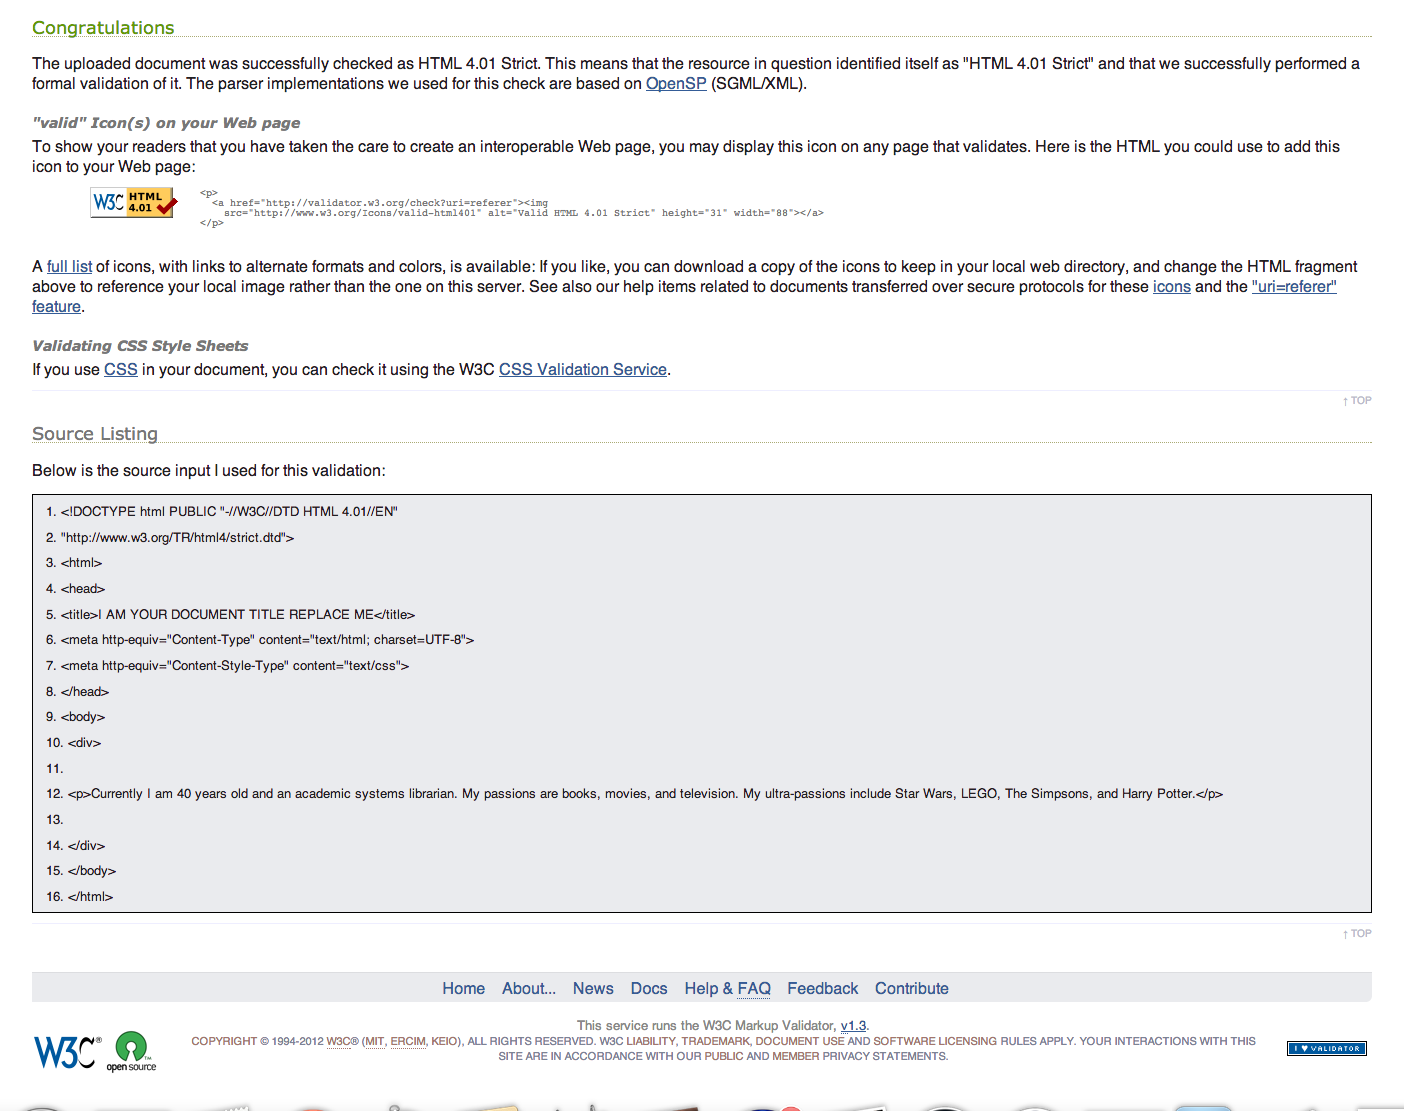 Congratulations
The uploaded document was successfully checked as HTML 4.01 Strict. This means that the resource in question identified itself as "HTML 4.01 Strict" and that we successfully performed a
formal validation of it. The parser implementations we used for this check are based on OpenSP (SGML/XML).
"valid" Icon(s) on your Web page
To show your readers that you have taken the care to create an interoperable Web page, you may display this icon on any page that validates. Here is the HTML you could use to add this
icon to your Web page:
W3C HTML 4.01
<p>
<a href="http://validator.w3.org/check?uri=referer"><img
src="http://www.w3.org/Icons/valid-html401" alt="Valid HTML 4.01 Strict" height="31" width="88"></a>
</p>
A full list of icons, with links to alternate formats and colors, is available: If you like, you can download a copy of the icons to keep in your local web directory, and change the HTML fragment
above to reference your local image rather than the one on this server. See also our help items related to documents transferred over secure protocols for these icons and the "uri=referer"
feature.
Validating CSS Style Sheets
If you use CSS in your document, you can check it using the W3C CSS Validation Service.
↑ TOP
Source Listing
Below is the source input I used for this validation:
1. <!DOCTYPE html PUBLIC "-//W3C//DTD HTML 4.01//EN"
2. "http://www.w3.org/TR/html4/strict.dtd">
3. <html>
4. <head>
5. <title>I AM YOUR DOCUMENT TITLE REPLACE ME</title>
6. <meta http-equiv="Content-Type" content="text/html; charset=UTF-8">
7. <meta http-equiv="Content-Style-Type" content="text/css">
8. </head>
9. <body>
10. <div>
11.
12. <p>Currently I am 40 years old and an academic systems librarian. My passions are books, movies, and television. My ultra-passions include Star Wars, LEGO, The Simpsons, and Harry Potter.</p>
13.
14. </div>
15. </body>
16. </html>
↑ TOP
Home About... News Docs Help & FAQ Feedback Contribute
This service runs the W3C Markup Validator, v1.3.
W3C® open source™
COPYRIGHT © 1994-2012 W3C® (MIT, ERCIM, KEIO), ALL RIGHTS RESERVED. W3C LIABILITY, TRADEMARK, DOCUMENT USE AND SOFTWARE LICENSING RULES APPLY. YOUR INTERACTIONS WITH THIS
SITE ARE IN ACCORDANCE WITH OUR PUBLIC AND MEMBER PRIVACY STATEMENTS.
I ♥ VALIDATOR